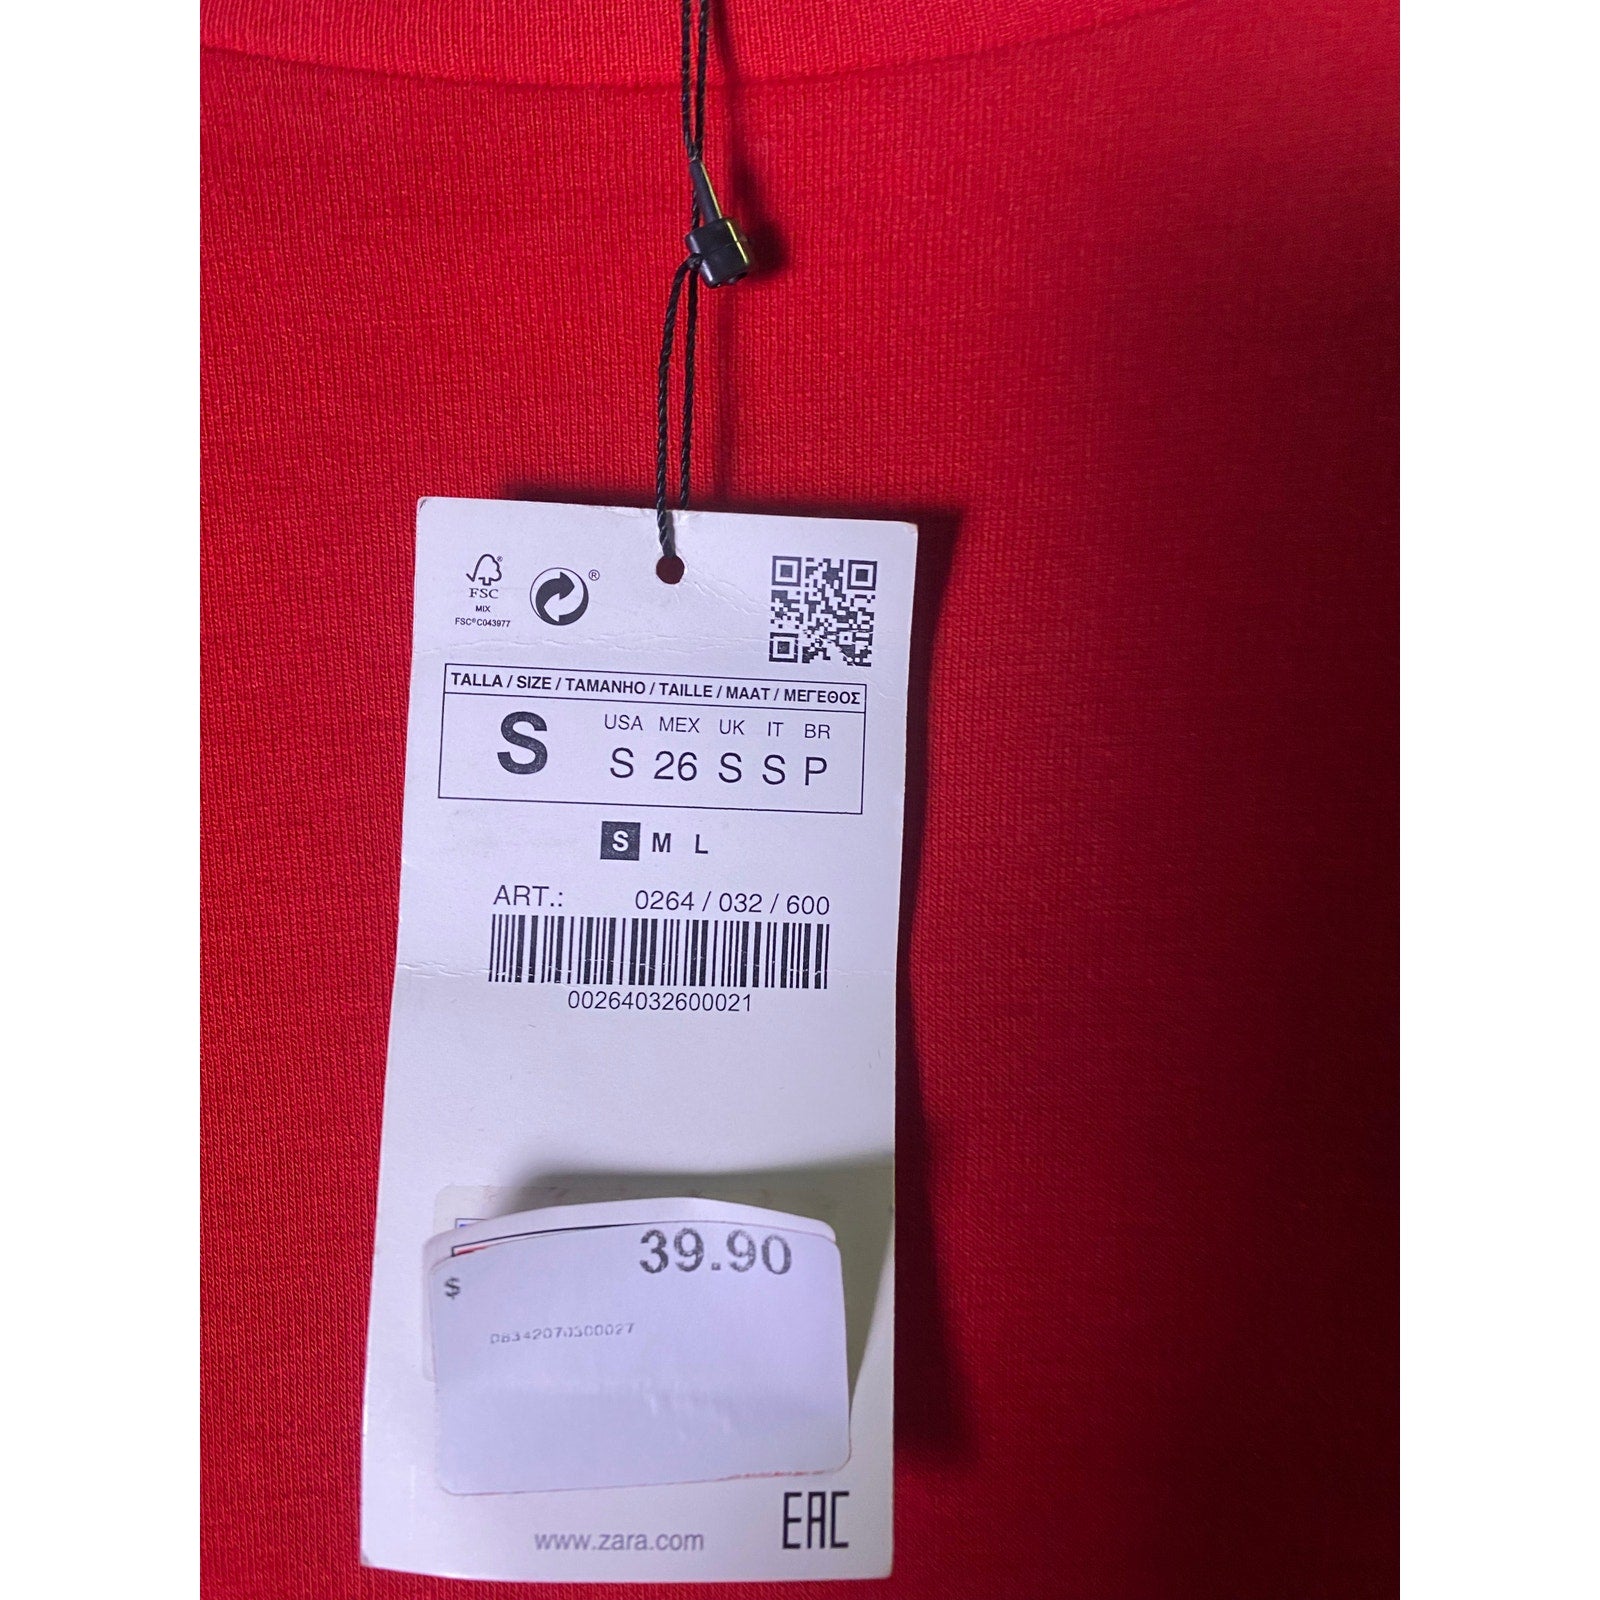 FSC
MIX
FSC® C043977
®
TALLA / SIZE / TAMANHO / TAILLE / MAAT / ΜΕΓΕΘΟΣ
S
USA MEX UK IT BR
S 26 S S P
S M L
ART.: 0264 / 032 / 600
00264032600021
39.90
$
www.zara.com
EAC